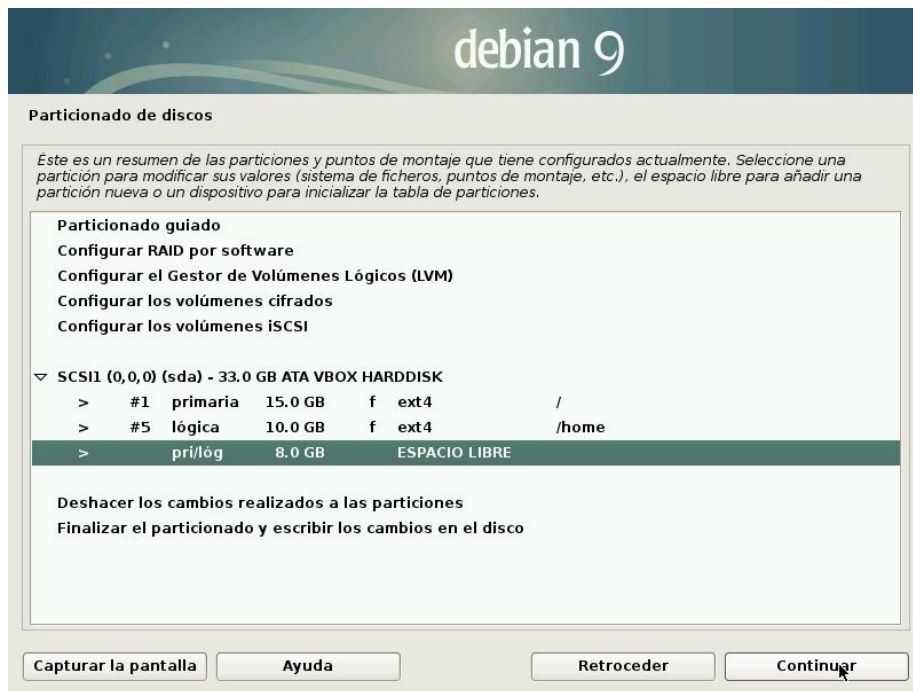 debian 9
Particionado de discos
Éste es un resumen de las particiones y puntos de montaje que tiene configurados actualmente. Seleccione una
partición para modificar sus valores (sistema de ficheros, puntos de montaje, etc.), el espacio libre para añadir una
partición nueva o un dispositivo para inicializar la tabla de particiones.
Particionado guiado
Configurar RAID por software
Configurar el Gestor de Volúmenes Lógicos (LVM)
Configurar los volúmenes cifrados
Configurar los volúmenes iSCSI
SCSI1 (0,0,0) (sda) - 33.0 GB ATA VBOX HARDDISK
> #1 primaria 15.0 GB f ext4 /
> #5 lógica 10.0 GB f ext4 /home
> pri/lóg 8.0 GB ESPACIO LIBRE
Deshacer los cambios realizados a las particiones
Finalizar el particionado y escribir los cambios en el disco
Capturar la pantalla Ayuda Retroceder Continuar